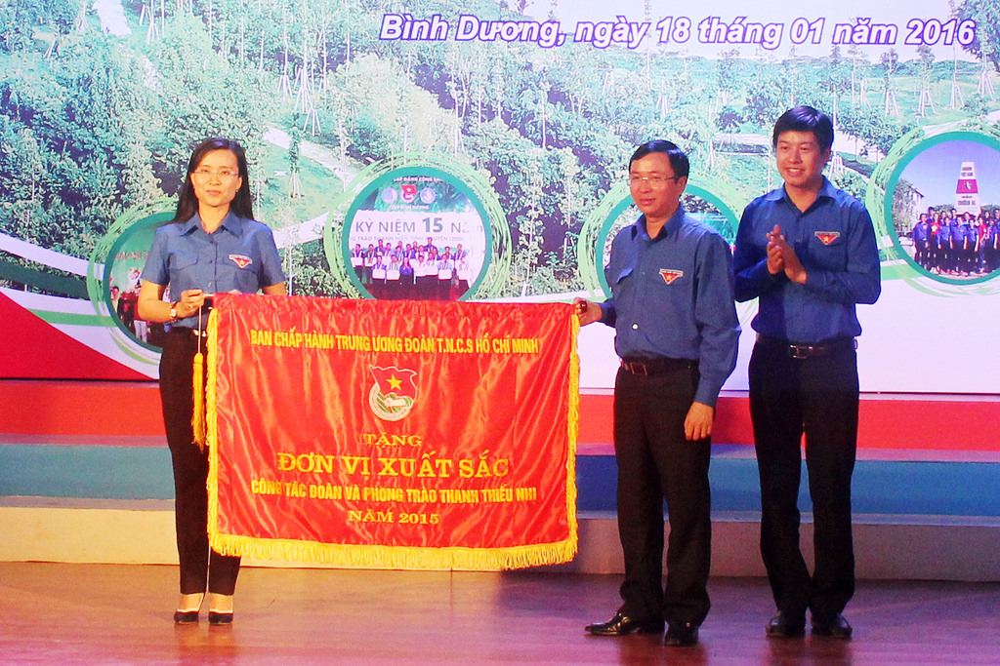 Bình Dương, ngày 18 tháng 01 năm 2016
KỶ NIỆM 15 NĂM
BAN CHẤP HÀNH TRUNG ƯƠNG ĐOÀN T.N.C.S HỒ CHÍ MINH
TẶNG
ĐƠN VỊ XUẤT SẮC
CÔNG TÁC ĐOÀN VÀ PHONG TRÀO THANH THIẾU NHI
NĂM 2015